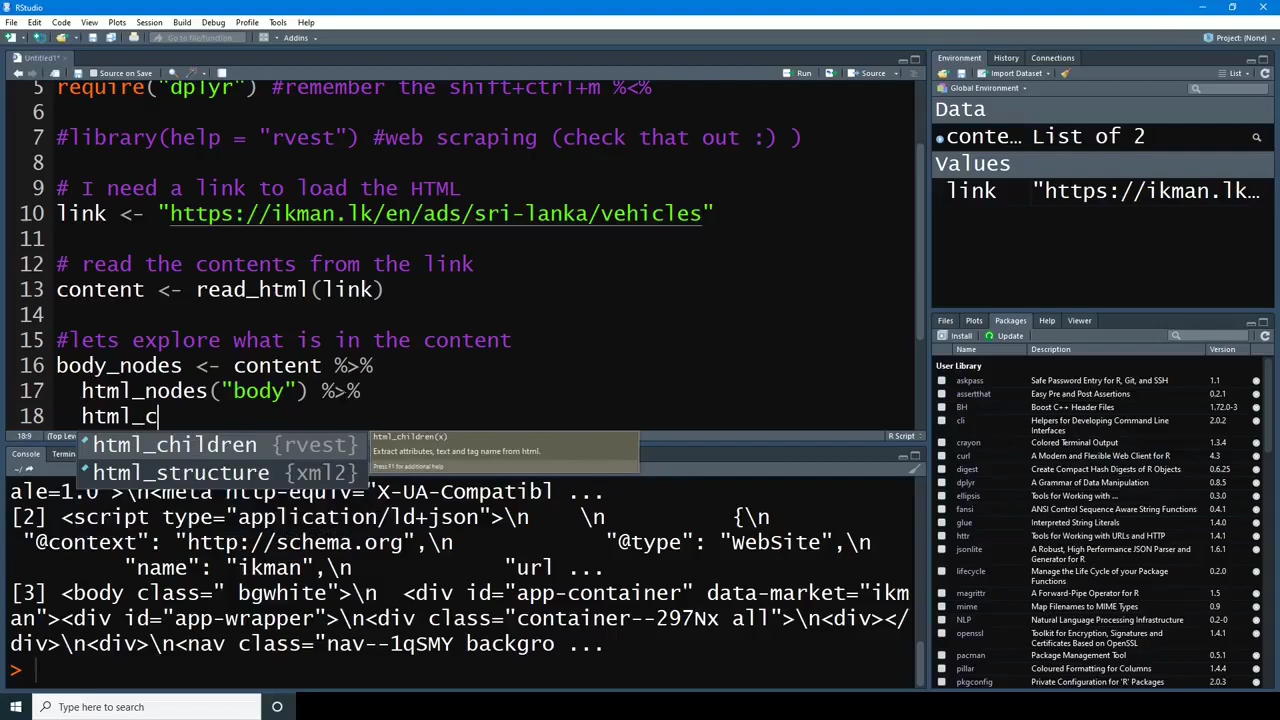 RStudio
File Edit Code View Plots Session Build Debug Profile Tools Help
Go to file/function Addins Project: (None)
Untitled1*
Source on Save Run Source
5 require("dplyr") #remember the shift+ctrl+m %<%
6
7 #library(help = "rvest") #web scraping (check that out :) )
8
9 # I need a link to load the HTML
10 link <- "https://ikman.lk/en/ads/sri-lanka/vehicles"
11
12 # read the contents from the link
13 content <- read_html(link)
14
15 #lets explore what is in the content
16 body_nodes <- content %>%
17 html_nodes("body") %>%
18 html_c
18:9 (Top Leve R Script
html_children {rvest}
html_structure {xml2}
html_children(x)
Extract attributes, text and tag name from html.
Press F1 for additional help
Console Termi
~/
ale=1.0">\n<meta http-equiv="X-UA-Compatibl ...
[2] <script type="application/ld+json">\n \n {\n
"@context": "http://schema.org",\n "@type": "WebSite",\n
"name": "ikman",\n "url ...
[3] <body class=" bgwhite">\n <div id="app-container" data-market="ikm
an"><div id="app-wrapper">\n<div class="container--297Nx all">\n<div></
div>\n<div>\n<nav class="nav--1qSMY backgro ...
>
Environment History Connections
Import Dataset List
Global Environment
Data
conte... List of 2
Values
link "https://ikman.lk...
Files Plots Packages Help Viewer
Install Update
Name Description Version
User Library
askpass Safe Password Entry for R, Git, and SSH 1.1
assertthat Easy Pre and Post Assertions 0.2.1
BH Boost C++ Header Files 1.72.0-3
cli Helpers for Developing Command Line Interfaces 2.0.2
crayon Colored Terminal Output 1.3.4
curl A Modern and Flexible Web Client for R 4.3
digest Create Compact Hash Digests of R Objects 0.6.25
dplyr A Grammar of Data Manipulation 0.8.5
ellipsis Tools for Working with ... 0.3.0
fansi ANSI Control Sequence Aware String Functions 0.4.1
glue Interpreted String Literals 1.4.0
httr Tools for Working with URLs and HTTP 1.4.1
jsonlite A Robust, High Performance JSON Parser and Generator for R 1.6.1
lifecycle Manage the Life Cycle of your Package Functions 0.2.0
magrittr A Forward-Pipe Operator for R 1.5
mime Map Filenames to MIME Types 0.9
NLP Natural Language Processing Infrastructure 0.2-0
openssl Toolkit for Encryption, Signatures and Certificates Based on OpenSSL 1.4.1
pacman Package Management Tool 0.5.1
pillar Coloured Formatting for Columns 1.4.4
pkgconfig Private Configuration for 'R' Packages 2.0.3
Type here to search